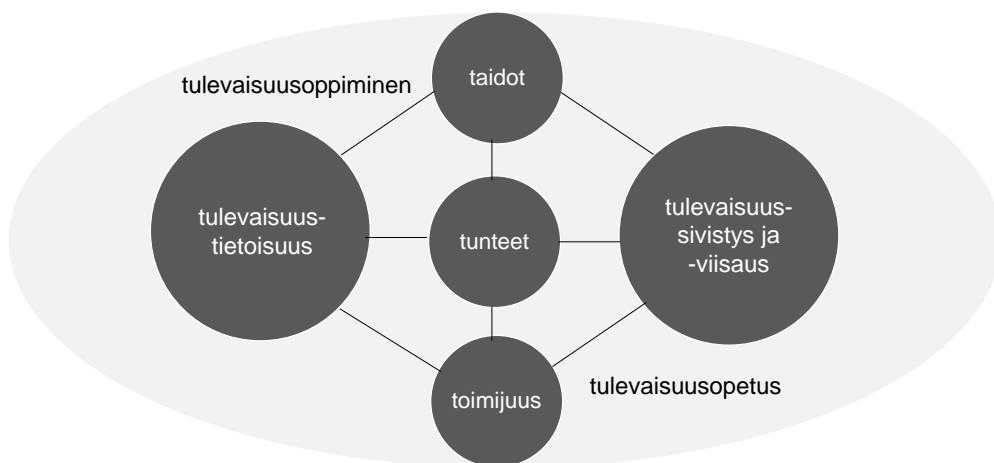 taidot
tulevaisuusoppiminen
tulevaisuus-
tietoisuus
tunteet
tulevaisuus-
sivistys ja
-viisaus
toimijuus
tulevaisuusopetus